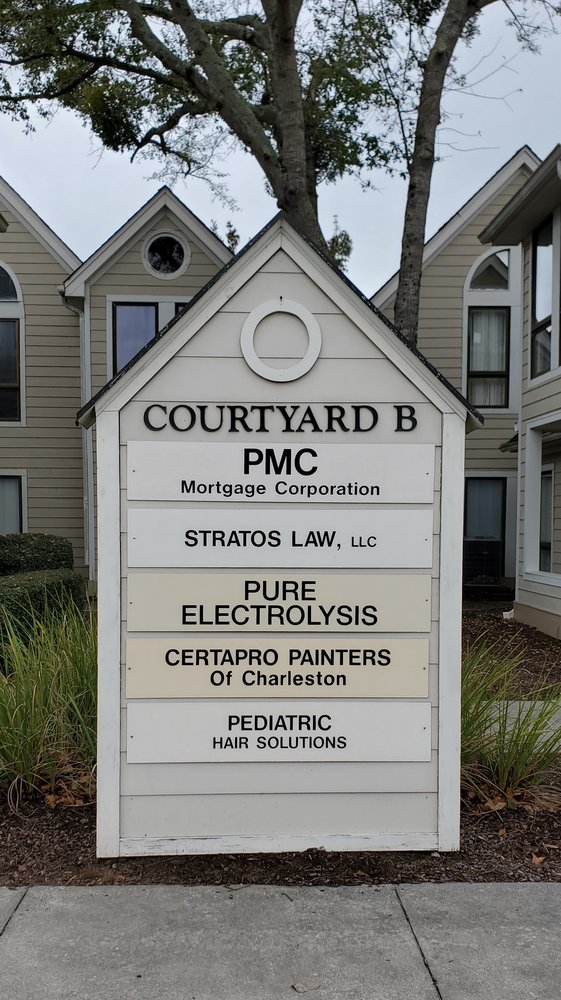 COURTYARD B
PMC
Mortgage Corporation
STRATOS LAW, LLC
PURE
ELECTROLYSIS
CERTAPRO PAINTERS
Of Charleston
PEDIATRIC
HAIR SOLUTIONS